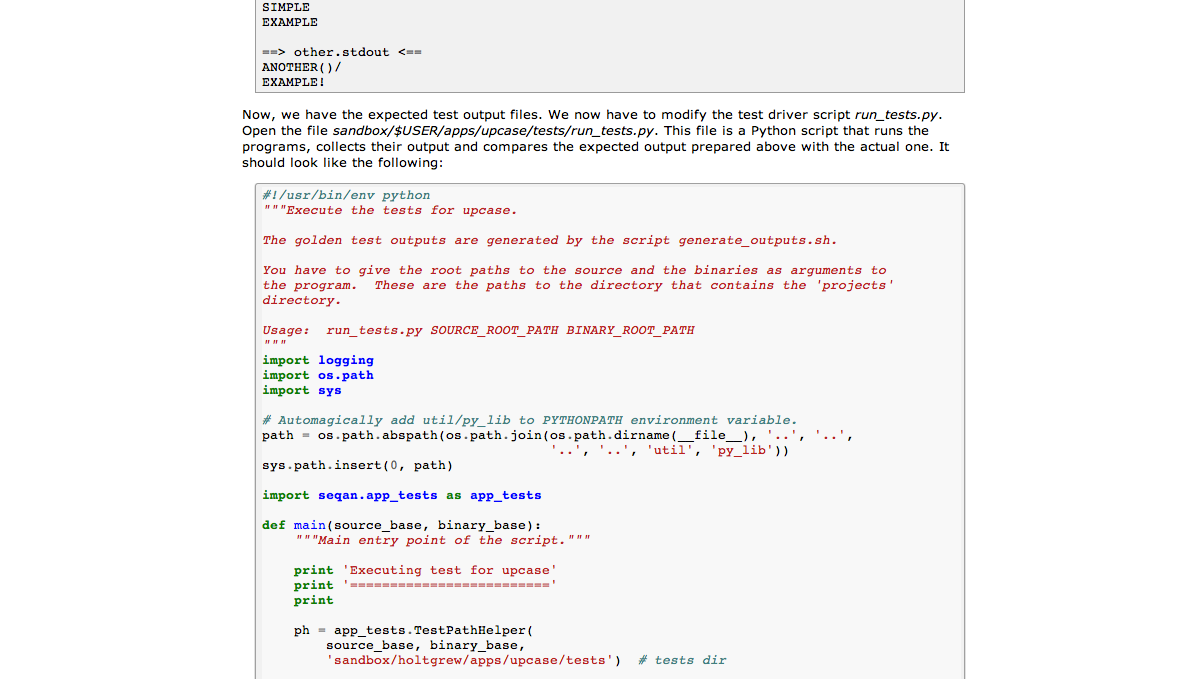 SIMPLE
EXAMPLE
==> other.stdout <==
ANOTHER()/
EXAMPLE!
Now, we have the expected test output files. We now have to modify the test driver script run_tests.py.
Open the file sandbox/$USER/apps/upcase/tests/run_tests.py. This file is a Python script that runs the
programs, collects their output and compares the expected output prepared above with the actual one. It
should look like the following:
#!/usr/bin/env python
"""Execute the tests for upcase.
The golden test outputs are generated by the script generate_outputs.sh.
You have to give the root paths to the source and the binaries as arguments to
the program.  These are the paths to the directory that contains the 'projects'
directory.
Usage:  run_tests.py SOURCE_ROOT_PATH BINARY_ROOT_PATH
"""
import logging
import os.path
import sys
# Automagically add util/py_lib to PYTHONPATH environment variable.
path = os.path.abspath(os.path.join(os.path.dirname(__file__), '..', '..',
                                    '..', '..', 'util', 'py_lib'))
sys.path.insert(0, path)
import seqan.app_tests as app_tests
def main(source_base, binary_base):
    """Main entry point of the script."""
    print 'Executing test for upcase'
    print '========================='
    print
    ph = app_tests.TestPathHelper(
        source_base, binary_base,
        'sandbox/holtgrew/apps/upcase/tests')  # tests dir